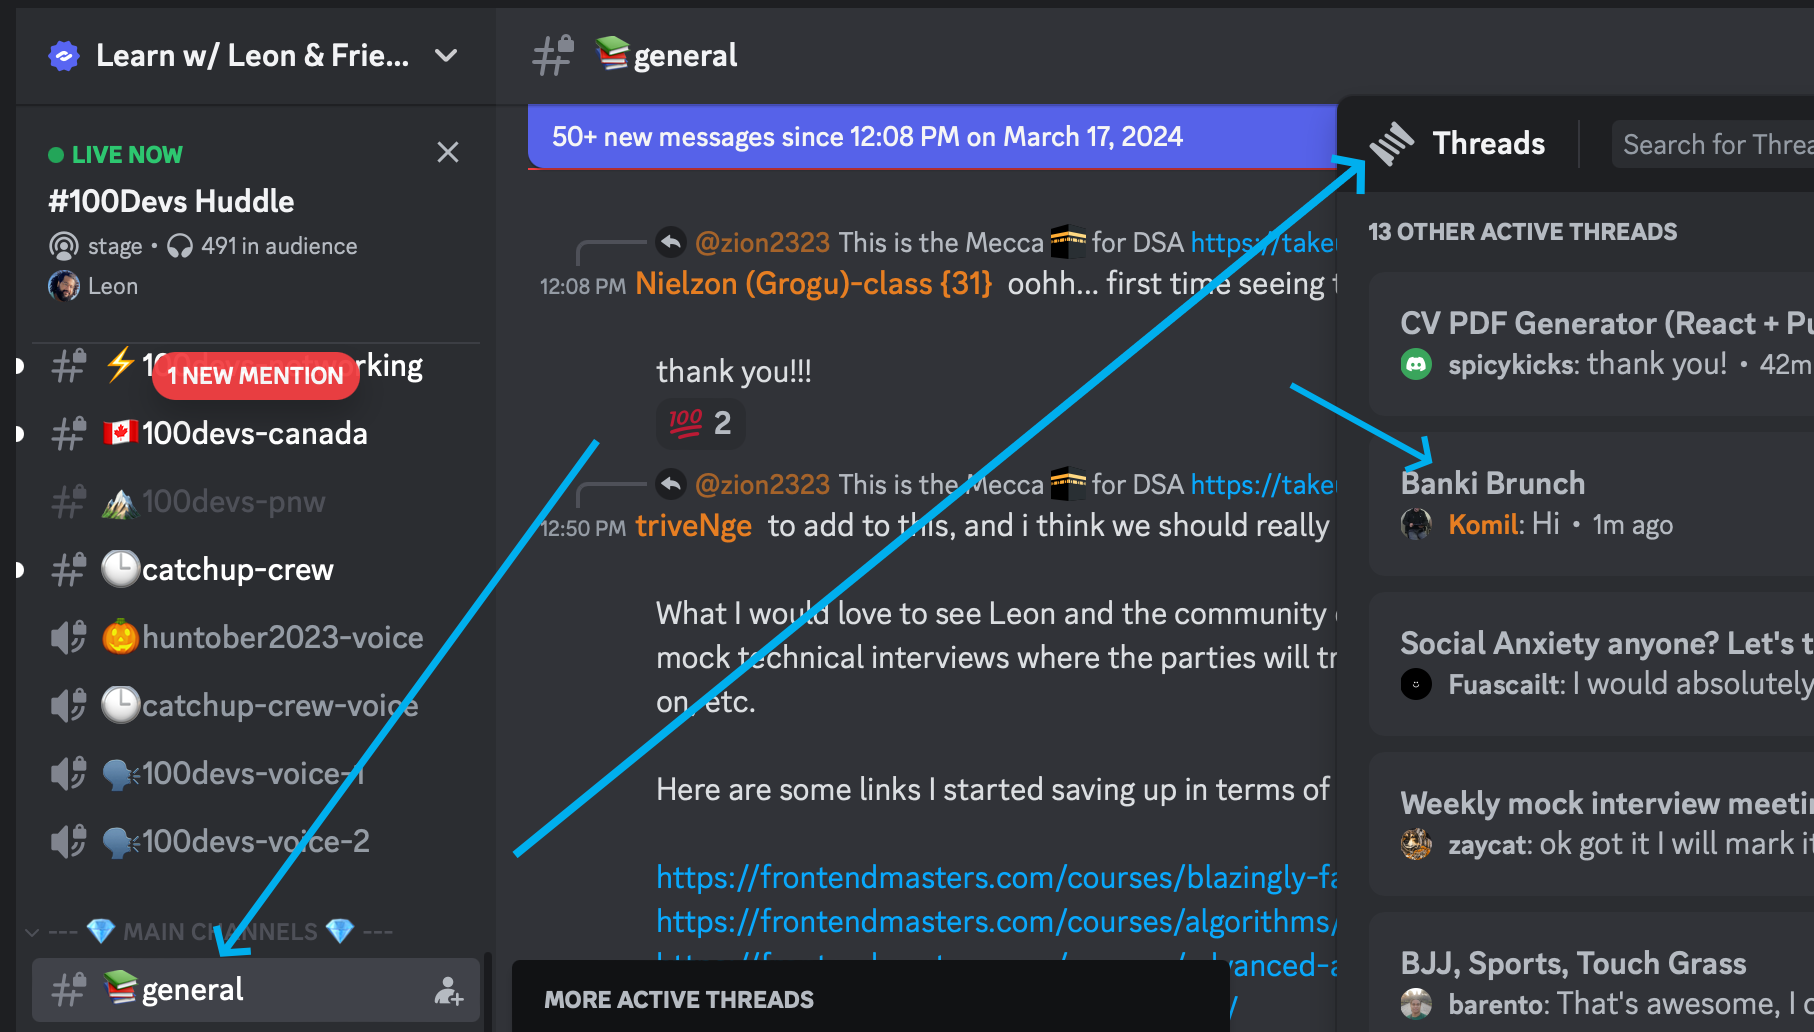 Learn w/ Leon & Frie...
LIVE NOW
#100Devs Huddle
stage • 491 in audience
Leon
100devs-networking
1 NEW MENTION
100devs-canada
100devs-pnw
catchup-crew
huntober2023-voice
catchup-crew-voice
100devs-voice-1
100devs-voice-2
--- 💎 MAIN CHANNELS 💎 ---
general
general
50+ new messages since 12:08 PM on March 17, 2024
@zion2323 This is the Mecca 🕋 for DSA https://take
12:08 PM Nielzon (Grogu)-class {31} oohh... first time seeing
thank you!!!
💯 2
@zion2323 This is the Mecca 🕋 for DSA https://take
12:50 PM triveNge to add to this, and i think we should really
What I would love to see Leon and the community
mock technical interviews where the parties will tr
on, etc.
Here are some links I started saving up in terms of
https://frontendmasters.com/courses/blazingly-fa
https://frontendmasters.com/courses/algorithms/
MORE ACTIVE THREADS
Threads
Search for Threa
13 OTHER ACTIVE THREADS
CV PDF Generator (React + Pu
spicykicks: thank you! • 42m
Banki Brunch
Komil: Hi • 1m ago
Social Anxiety anyone? Let's t
Fuascailt: I would absolutely
Weekly mock interview meetin
zaycat: ok got it I will mark it
BJJ, Sports, Touch Grass
barento: That's awesome, I c